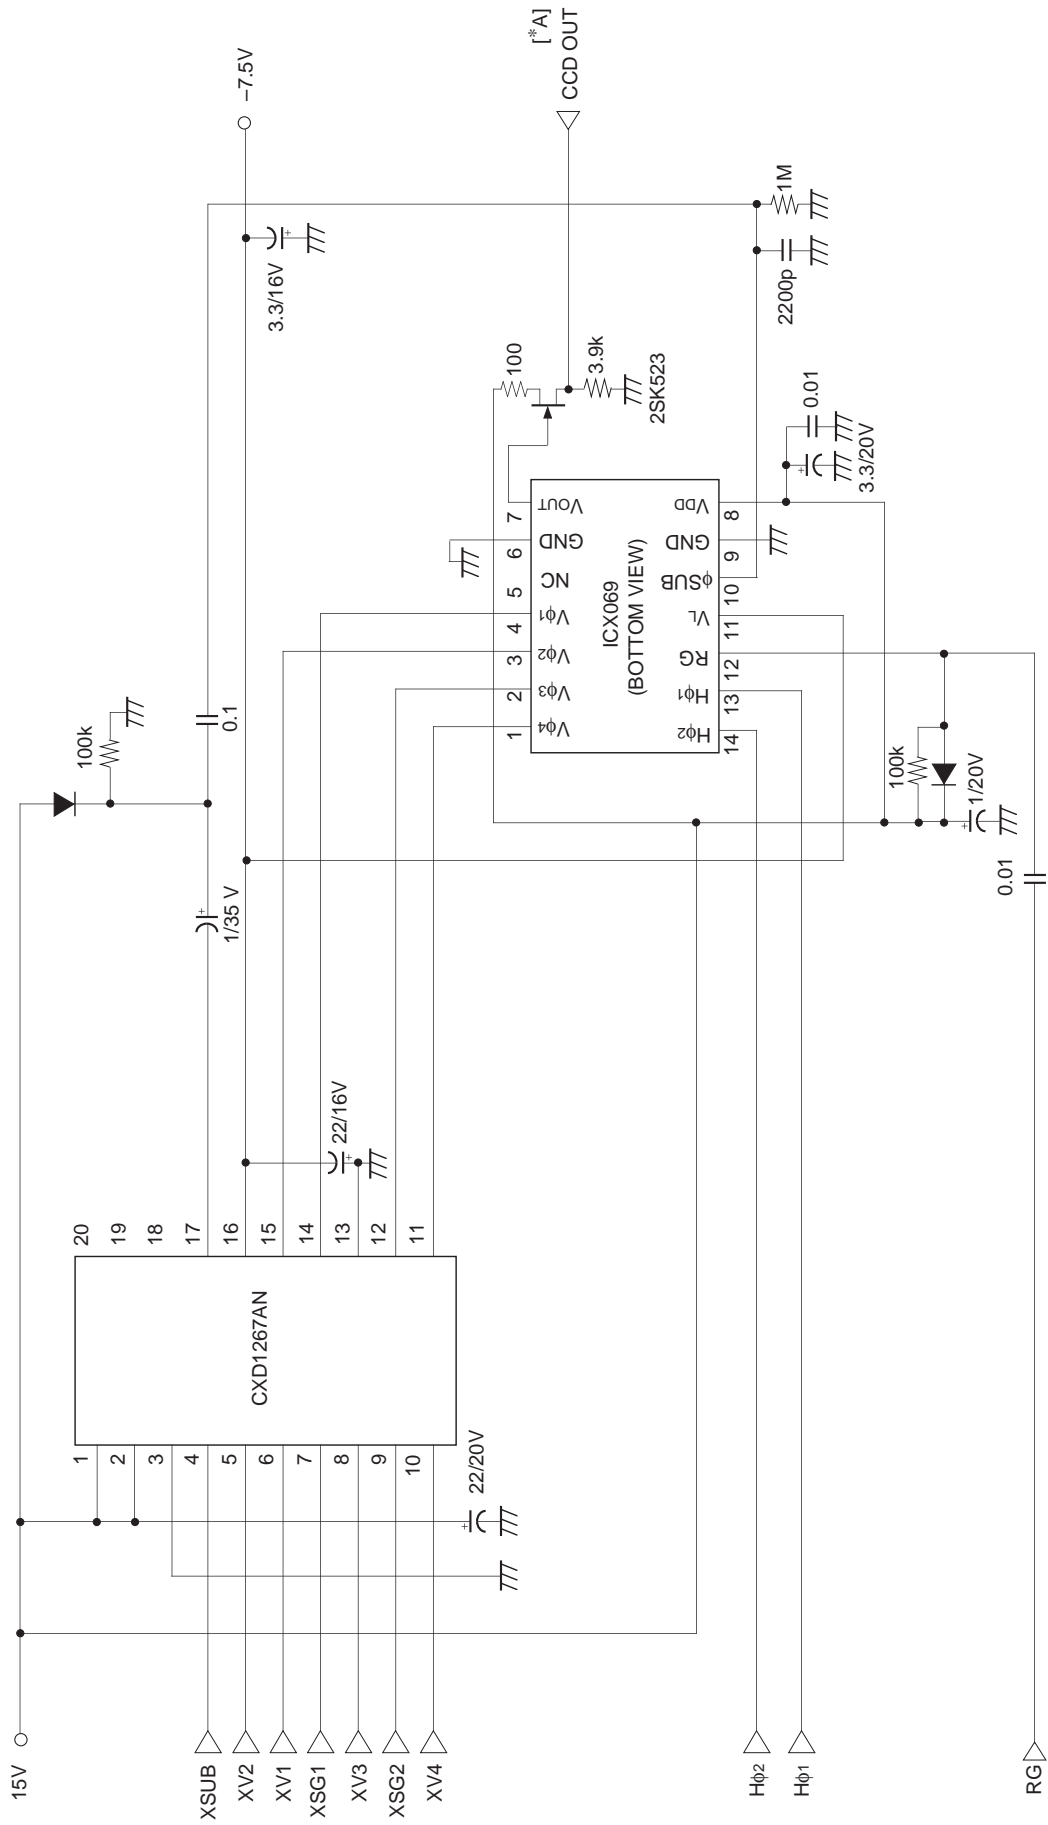 15V
XSUB
XV2
XV1
XSG1
XV3
XSG2
XV4
Hϕ2
Hϕ1
RG
22/20V
1
2
3
4
5
6
7
8
9
10
CXD1267AN
20
19
18
17
16
15
14
13
12
11
22/16V
1/35 V
100k
0.1
-7.5V
3.3/16V
[*A]
CCD OUT
100
3.9k
2SK523
1
2
3
4
5
6
7
Vϕ4
Vϕ3
Vϕ2
Vϕ1
NC
GND
VOUT
ICX069
(BOTTOM VIEW)
Hϕ2
Hϕ1
RG
VL
ϕSUB
GND
VDD
14
13
12
11
10
9
8
1M
2200p
0.01
3.3/20V
100k
1/20V
0.01